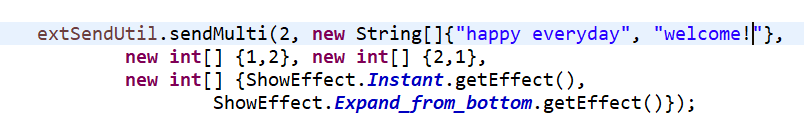 extSendUtil.sendMulti(2, new String[]{"happy everyday", "welcome!"},
new int[] {1,2}, new int[] {2,1},
new int[] {ShowEffect.Instant.getEffect(),
ShowEffect.Expand_from_bottom.getEffect()});